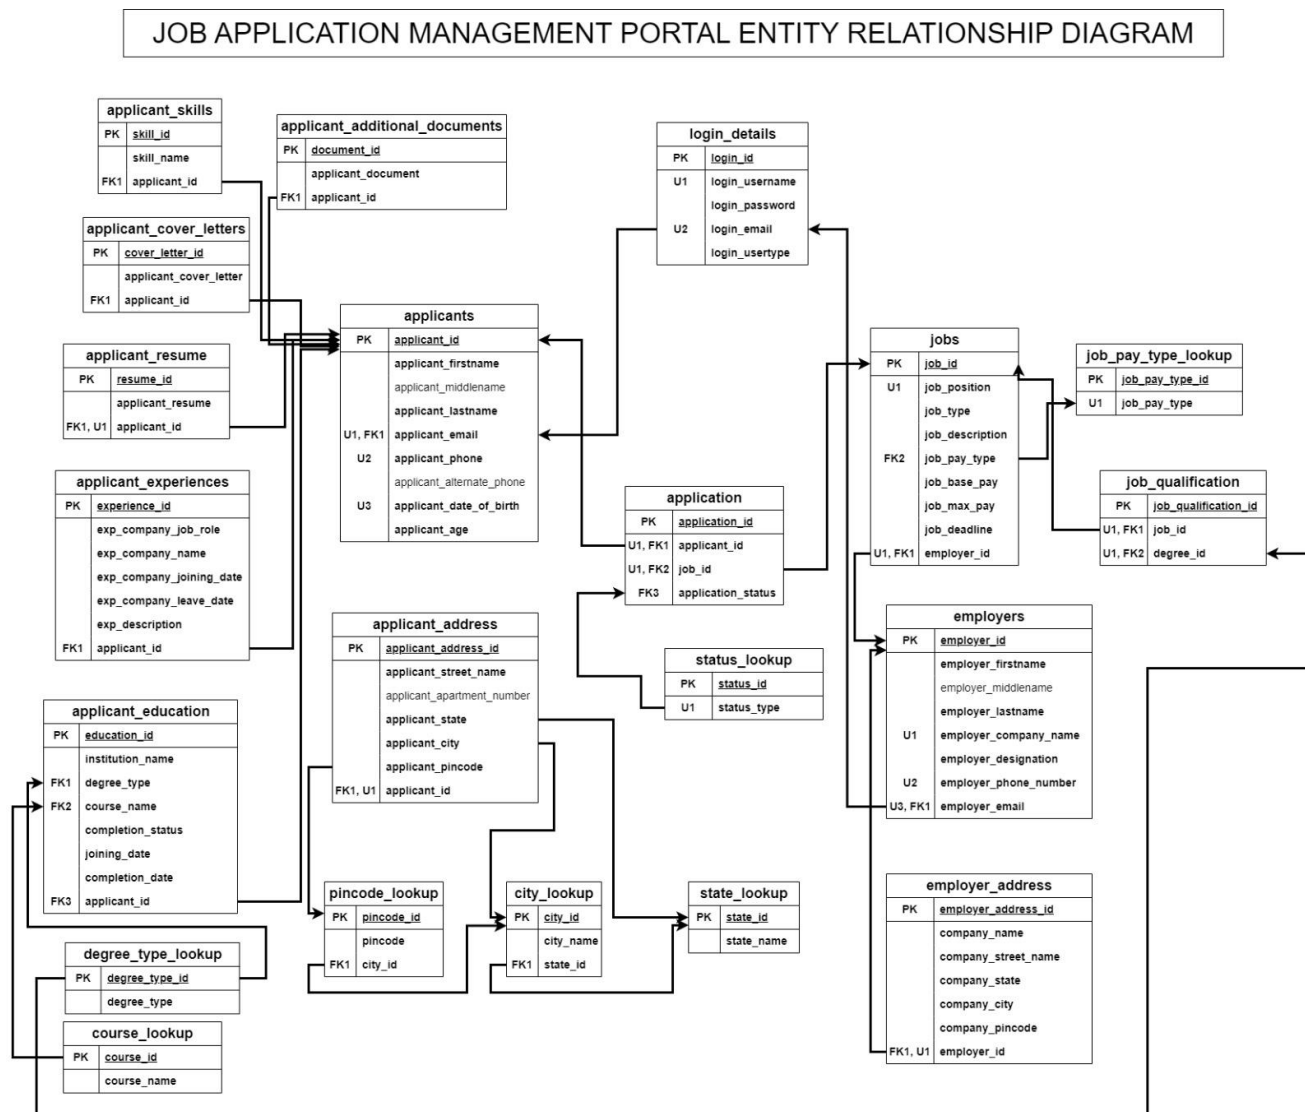 JOB APPLICATION MANAGEMENT PORTAL ENTITY RELATIONSHIP DIAGRAM
applicant_skills
PK skill_id
skill_name
FK1 applicant_id
applicant_additional_documents
PK document_id
applicant_document
FK1 applicant_id
login_details
PK login_id
U1 login_username
login_password
U2 login_email
login_usertype
applicant_cover_letters
PK cover_letter_id
applicant_cover_letter
FK1 applicant_id
applicants
PK applicant_id
applicant_firstname
applicant_middlename
applicant_lastname
U1, FK1 applicant_email
U2 applicant_phone
applicant_alternate_phone
U3 applicant_date_of_birth
applicant_age
jobs
PK job_id
U1 job_position
job_type
job_description
FK2 job_pay_type
job_base_pay
job_max_pay
job_deadline
U1, FK1 employer_id
job_pay_type_lookup
PK job_pay_type_id
U1 job_pay_type
applicant_resume
PK resume_id
applicant_resume
FK1, U1 applicant_id
applicant_experiences
PK experience_id
exp_company_job_role
exp_company_name
exp_company_joining_date
exp_company_leave_date
exp_description
FK1 applicant_id
application
PK application_id
U1, FK1 applicant_id
U1, FK2 job_id
FK3 application_status
job_qualification
PK job_qualification_id
U1, FK1 job_id
U1, FK2 degree_id
applicant_address
PK applicant_address_id
applicant_street_name
applicant_apartment_number
applicant_state
applicant_city
applicant_pincode
FK1, U1 applicant_id
status_lookup
PK status_id
U1 status_type
employers
PK employer_id
employer_firstname
employer_middlename
employer_lastname
U1 employer_company_name
employer_designation
U2 employer_phone_number
U3, FK1 employer_email
applicant_education
PK education_id
institution_name
FK1 degree_type
FK2 course_name
completion_status
joining_date
completion_date
FK3 applicant_id
pincode_lookup
PK pincode_id
pincode
FK1 city_id
city_lookup
PK city_id
city_name
FK1 state_id
state_lookup
PK state_id
state_name
employer_address
PK employer_address_id
company_name
company_street_name
company_state
company_city
company_pincode
FK1, U1 employer_id
degree_type_lookup
PK degree_type_id
degree_type
course_lookup
PK course_id
course_name